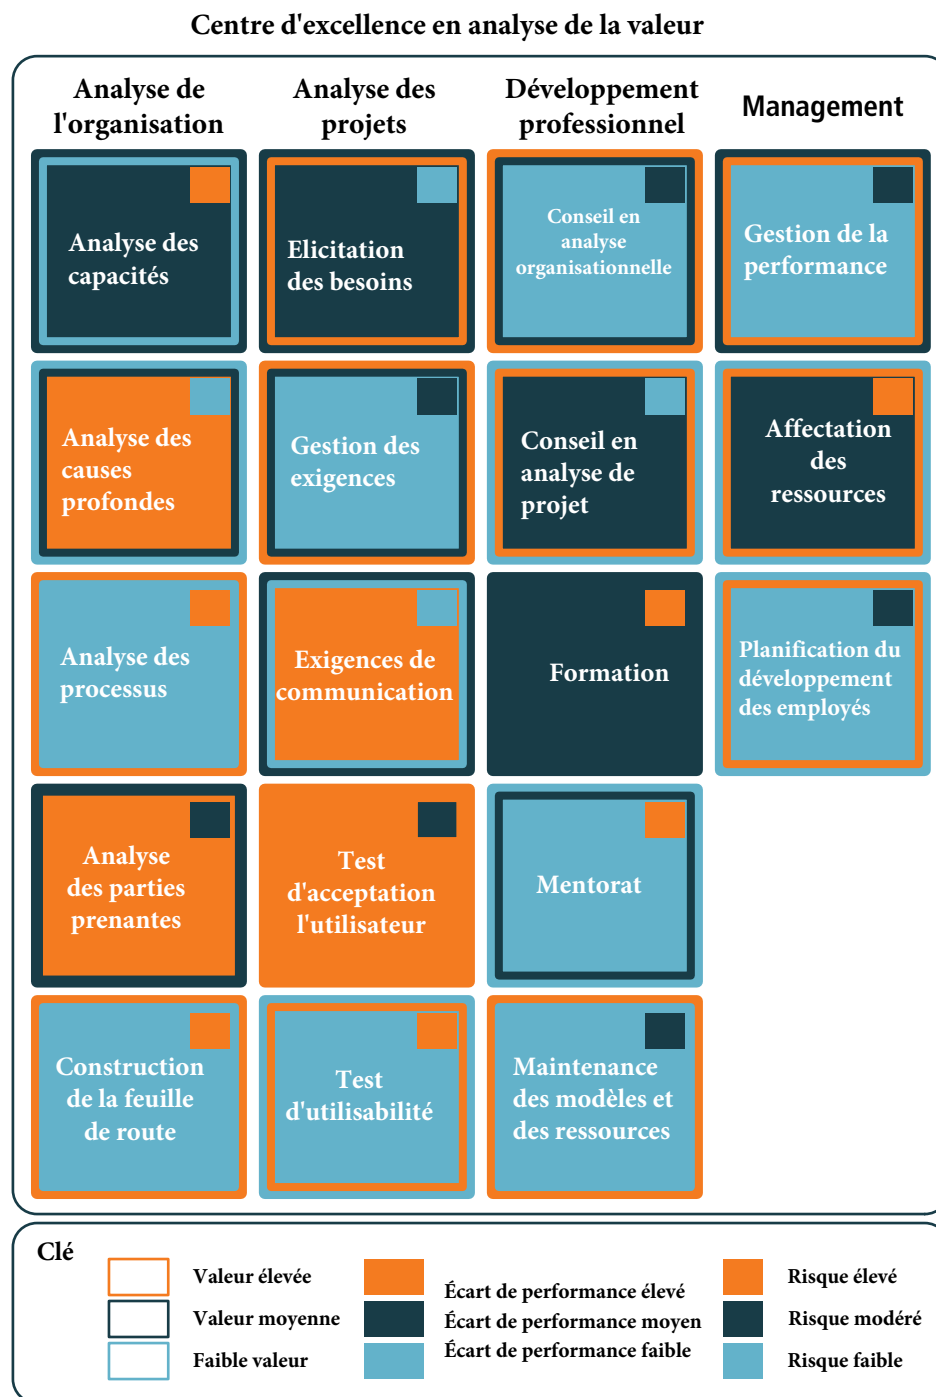 Centre d'excellence en analyse de la valeur
Analyse de
l'organisation
Analyse des
projets
Développement
professionnel
Management
Analyse des
capacités
Elicitation
des besoins
Conseil en
analyse
organisationnelle
Gestion de la
performance
Analyse des
causes
profondes
Gestion des
exigences
Conseil en
analyse de
projet
Affectation
des
ressources
Analyse des
processus
Exigences de
communication
Formation
Planification du
développement
des employés
Analyse
des parties
prenantes
Test
d'acceptation
l'utilisateur
Mentorat
Construction
de la feuille
de route
Test
d'utilisabilité
Maintenance
des modèles et
des ressources
Clé
Valeur élevée
Valeur moyenne
Faible valeur
Écart de performance élevé
Écart de performance moyen
Écart de performance faible
Risque élevé
Risque modéré
Risque faible